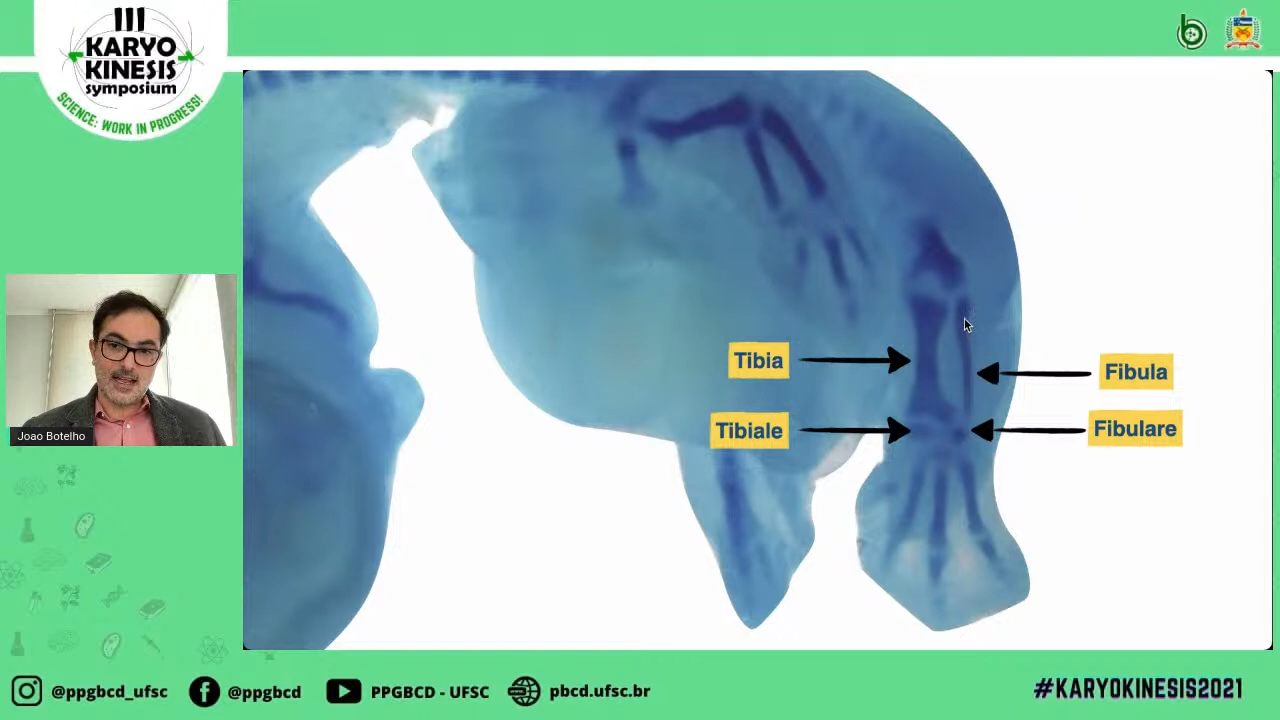 III
KARYO
KINESIS
symposium
SCIENCE: WORK IN PROGRESS!
Joao Botelho
Tibia
Fibula
Tibiale
Fibulare
@ppgbcd_ufsc
@ppgbcd
PPGBCD - UFSC
pbcd.ufsc.br
#KARYOKINESIS2021